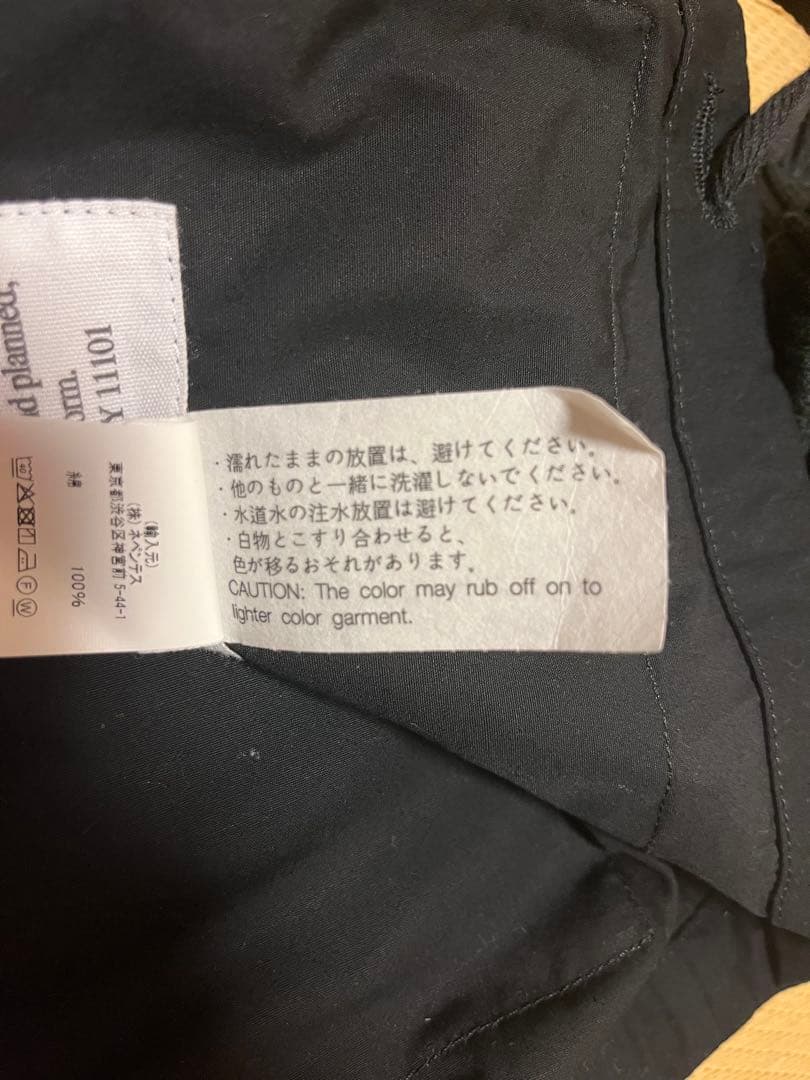 d planned,
orm.
Y 11101
・濡れたままの放置は、避けてください。
・他のものと一緒に洗濯しないでください。
・水道水の注水放置は避けてください。
・白物とこすり合わせると、
色が移るおそれがあります。
CAUTION: The color may rub off on to
lighter color garment.
(輸入元)
(株) ネペンテス
東京都渋谷区神宮前 5-44-1
綿 100%
40
F
W